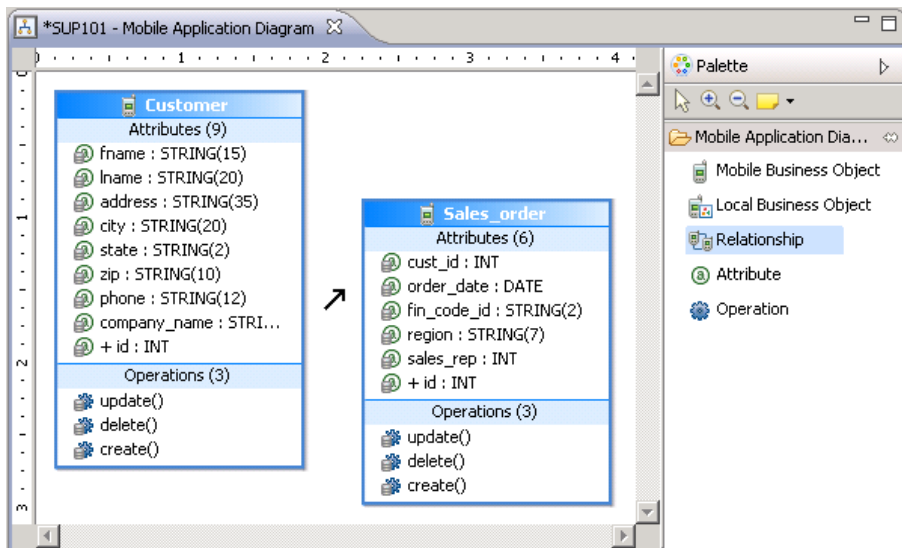 *SUP101 - Mobile Application Diagram
0 1 2 3 4
Customer
Attributes (9)
fname : STRING(15)
lname : STRING(20)
address : STRING(35)
city : STRING(20)
state : STRING(2)
zip : STRING(10)
phone : STRING(12)
company_name : STRI...
+ id : INT
Operations (3)
update()
delete()
create()
Sales_order
Attributes (6)
cust_id : INT
order_date : DATE
fin_code_id : STRING(2)
region : STRING(7)
sales_rep : INT
+ id : INT
Operations (3)
update()
delete()
create()
0
1
2
3
Palette
Mobile Application Dia...
Mobile Business Object
Local Business Object
Relationship
Attribute
Operation